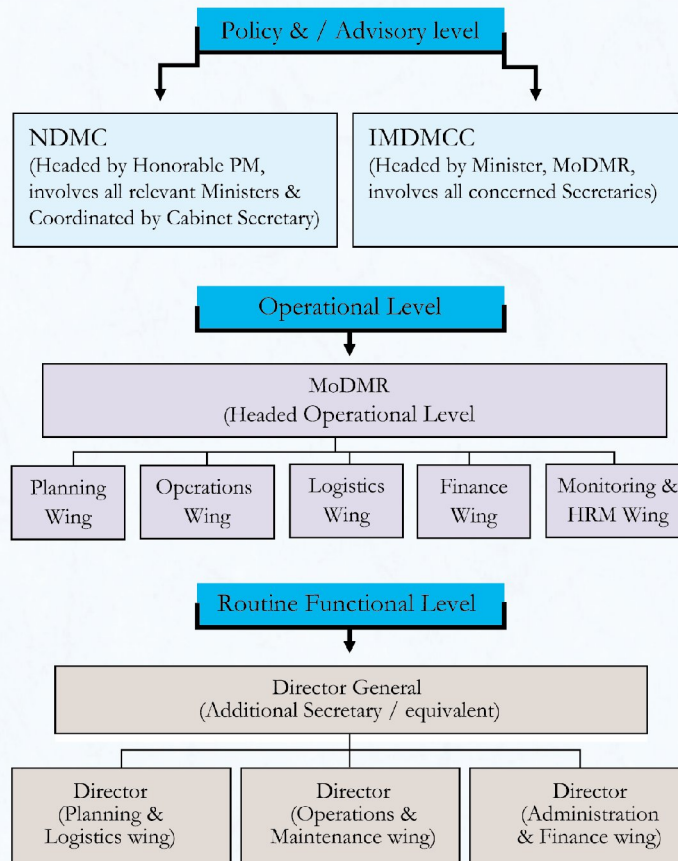 Policy & / Advisory level
NDMC
(Headed by Honorable PM,
involves all relevant Ministers &
Coordinated by Cabinet Secretary)
IMDMCC
(Headed by Minister, MoDMR,
involves all concerned Secretaries)
Operational Level
MoDMR
(Headed Operational Level
Planning
Wing
Operations
Wing
Logistics
Wing
Finance
Wing
Monitoring &
HRM Wing
Routine Functional Level
Director General
(Additional Secretary / equivalent)
Director
(Planning &
Logistics wing)
Director
(Operations &
Maintenance wing)
Director
(Administration
& Finance wing)